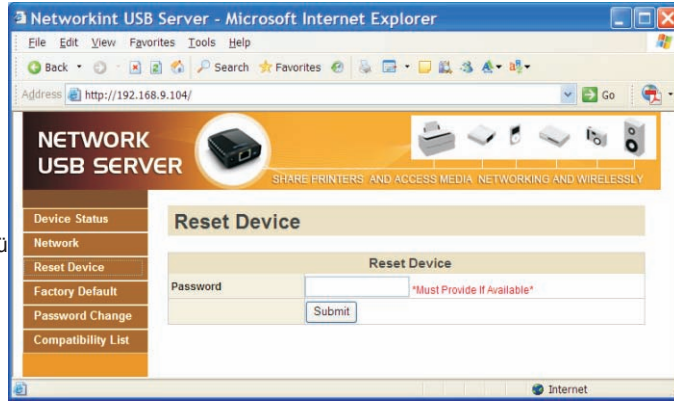 Networkint USB Server - Microsoft Internet Explorer
File Edit View Favorites Tools Help
Back Search Favorites
Address http://192.168.9.104/ Go
NETWORK
USB SERVER
SHARE PRINTERS AND ACCESS MEDIA NETWORKING AND WIRELESSLY
Device Status
Network
Reset Device
Factory Default
Password Change
Compatibility List
Reset Device
Reset Device
Password *Must Provide If Available*
Submit
ü
Internet